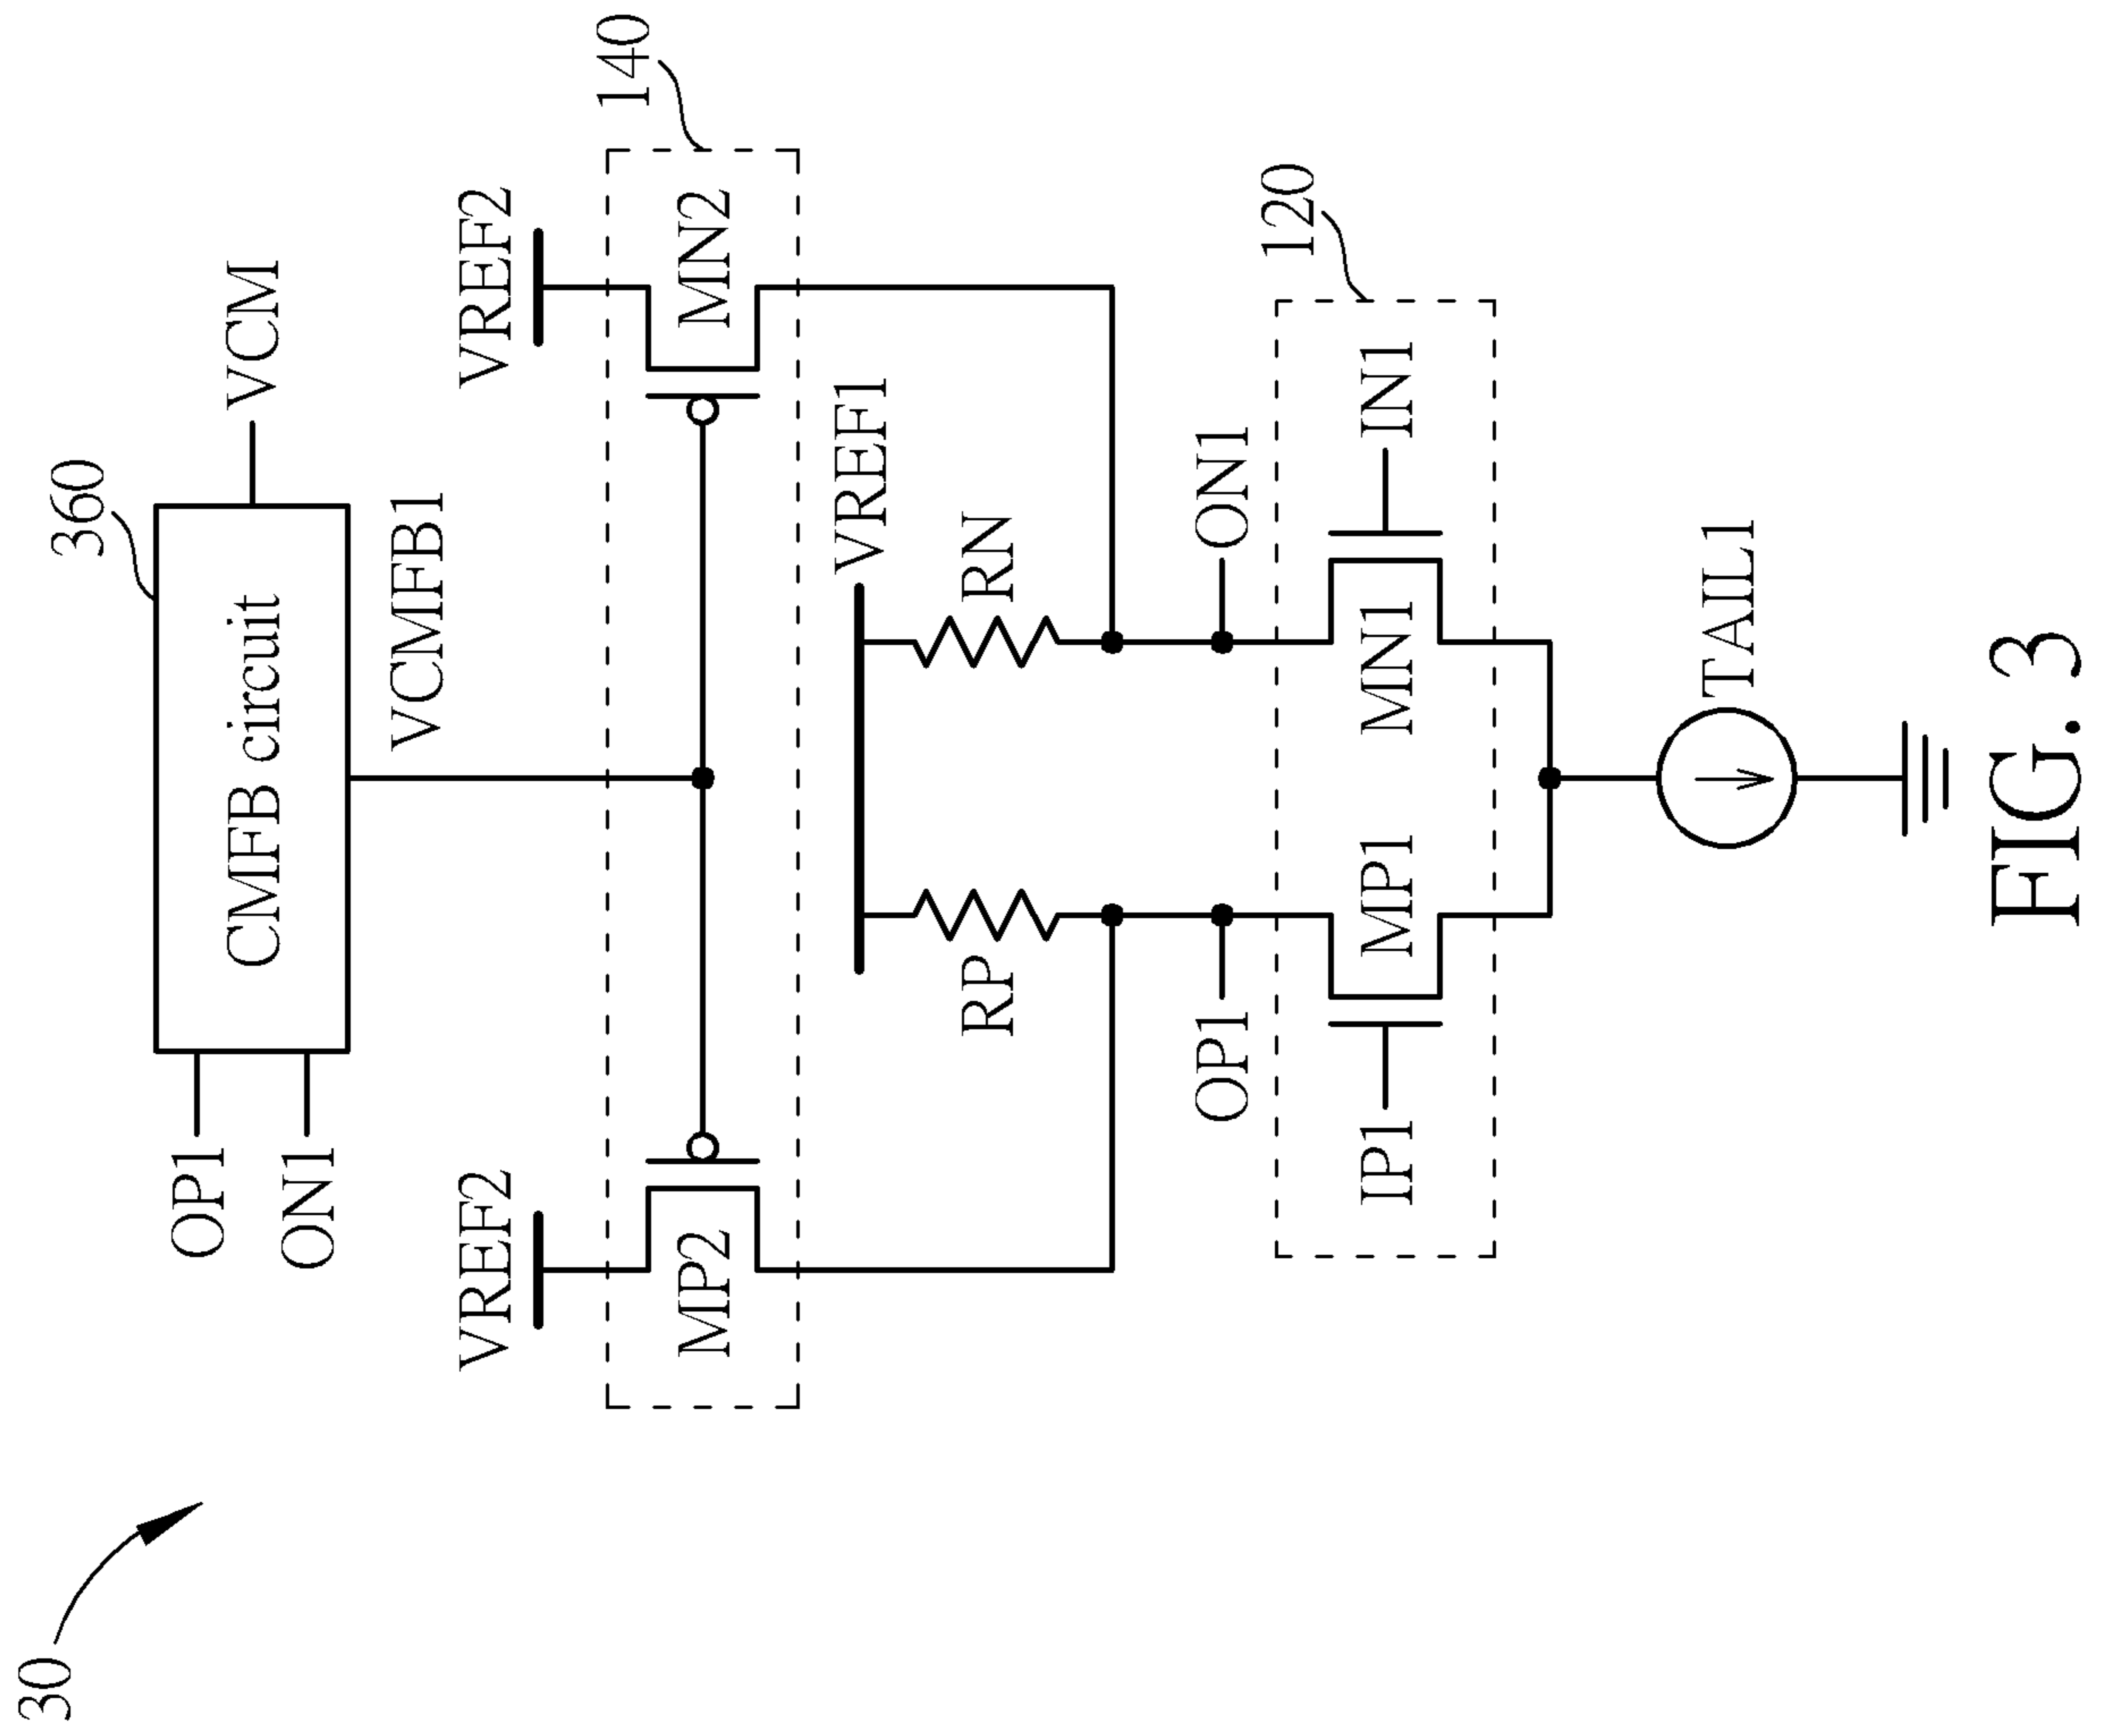 30
360
CMFB circuit
OP1
ON1
VCM
VCMFB1
VREF2
VREF2
140
MP2
MN2
VREF1
RP
RN
OP1
ON1
120
IP1
MP1
MN1
IN1
TAIL1
FIG. 3